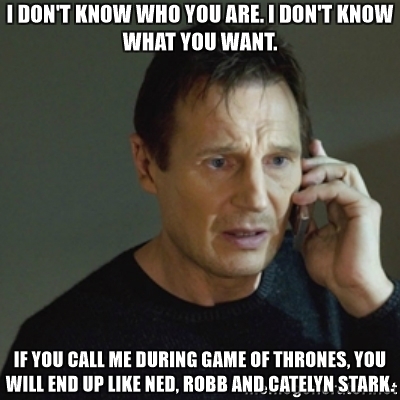 I DON'T KNOW WHO YOU ARE. I DON'T KNOW
WHAT YOU WANT.
IF YOU CALL ME DURING GAME OF THRONES, YOU
WILL END UP LIKE NED, ROBB AND CATELYN STARK.